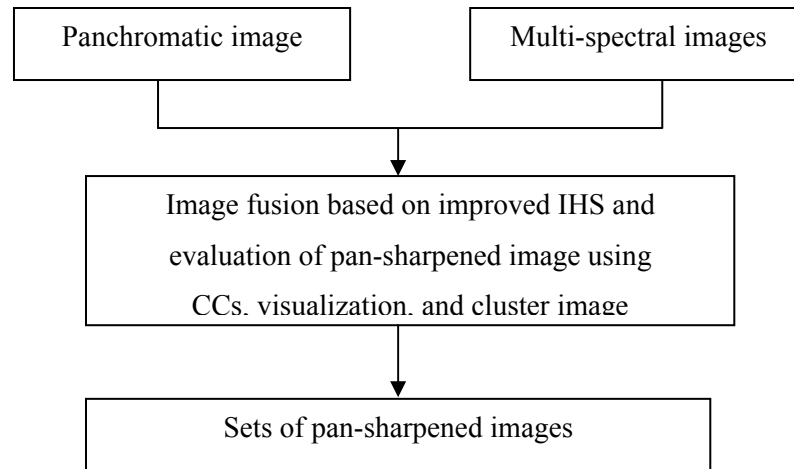 Panchromatic image
Multi-spectral images
Image fusion based on improved IHS and
evaluation of pan-sharpened image using
CCs, visualization, and cluster image
Sets of pan-sharpened images